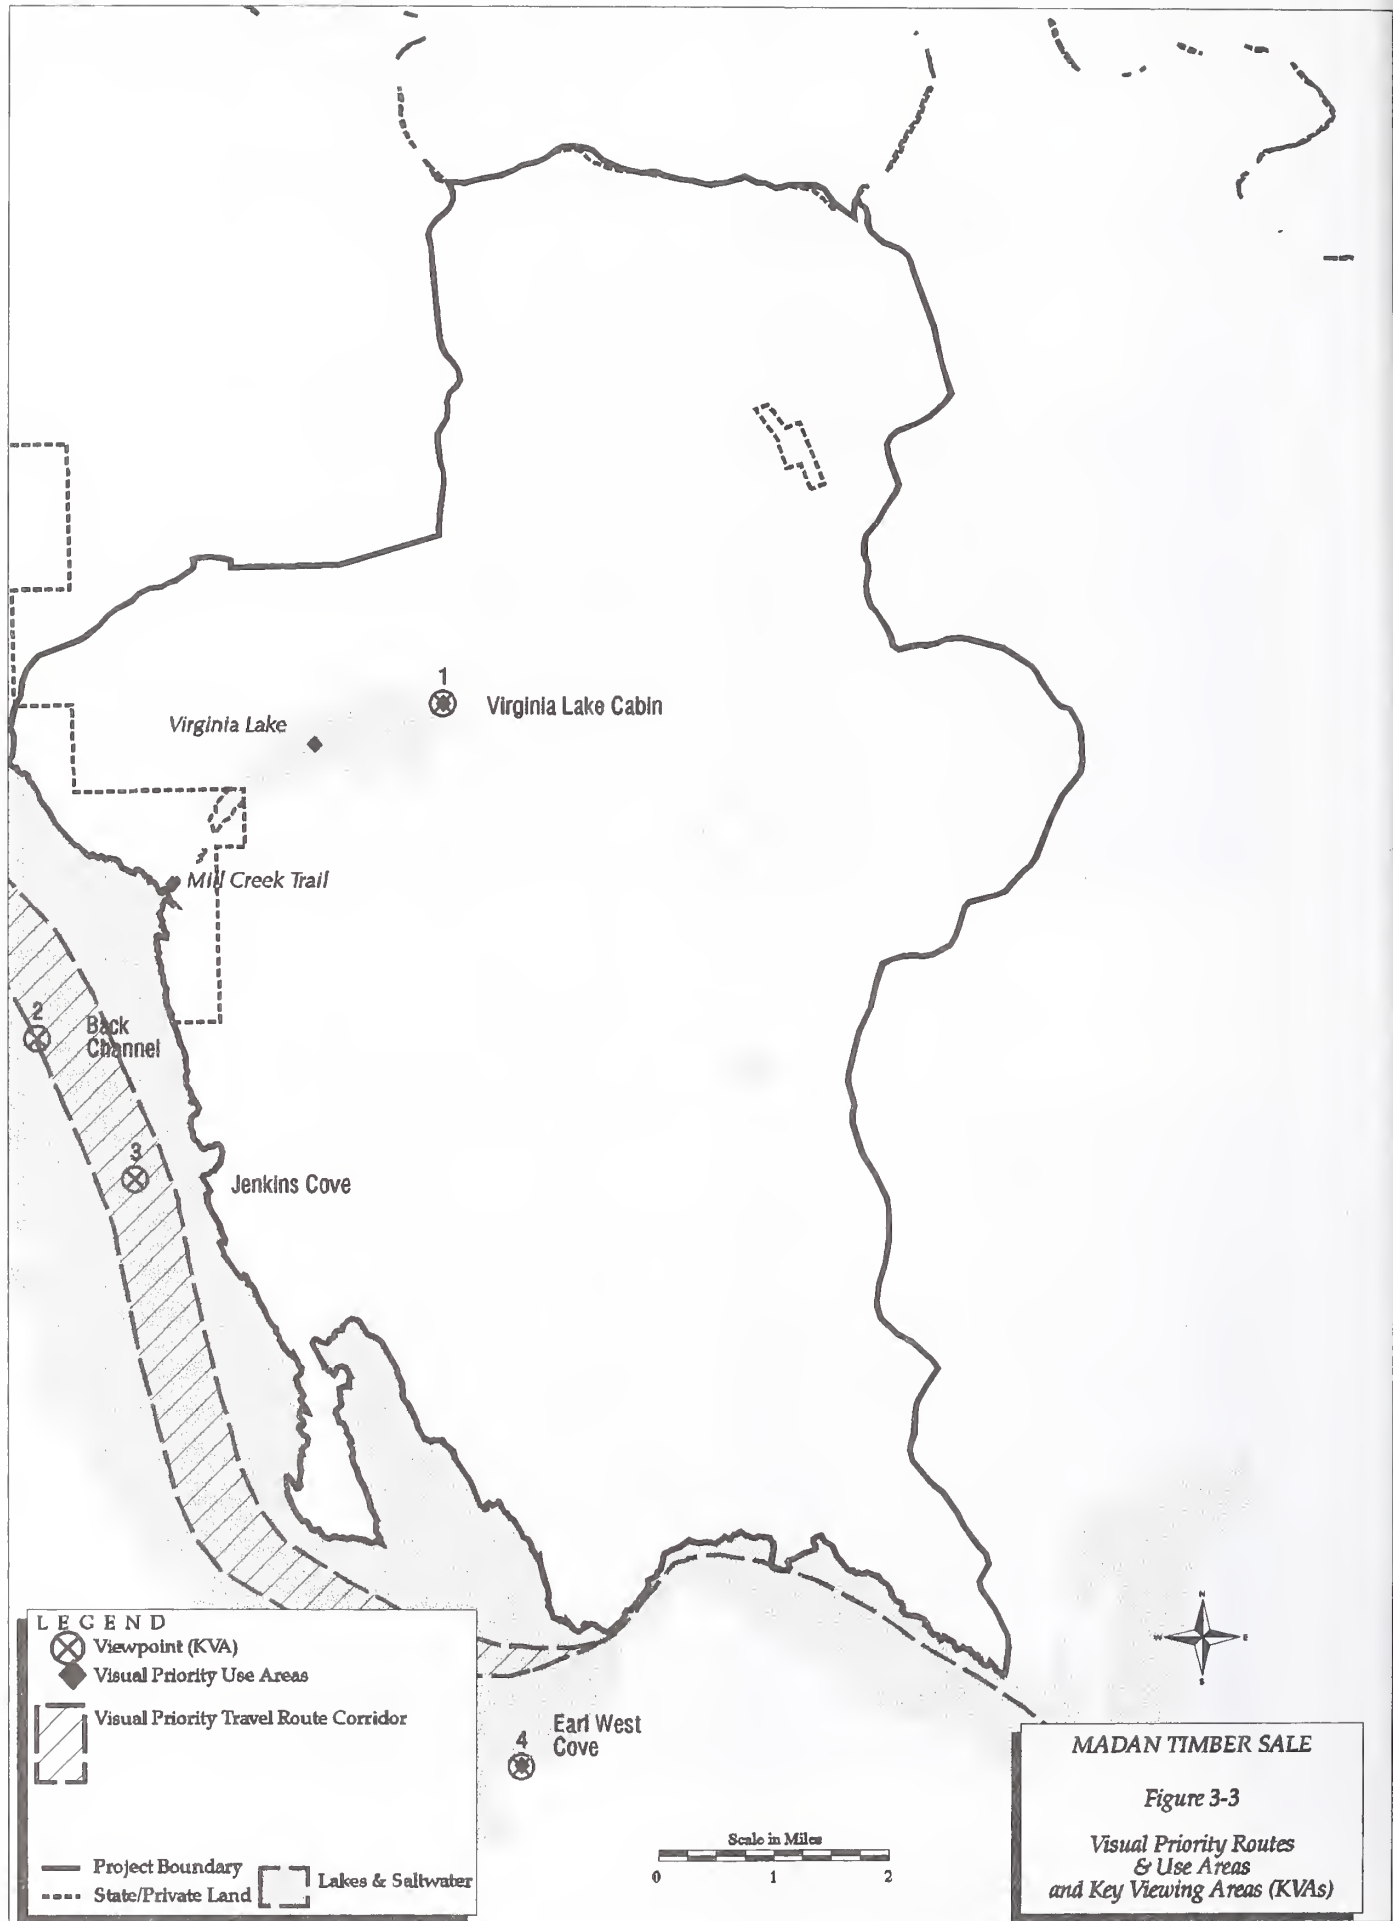 1
Virginia Lake Cabin
Virginia Lake
Mill Creek Trail
2
Back
Channel
3
Jenkins Cove
4
Earl West
Cove
N
W
E
S
LEGEND
Viewpoint (KVA)
Visual Priority Use Areas
Visual Priority Travel Route Corridor
Project Boundary
State/Private Land
Lakes & Saltwater
Scale in Miles
0 1 2
MADAN TIMBER SALE
Figure 3-3
Visual Priority Routes
& Use Areas
and Key Viewing Areas (KVAs)